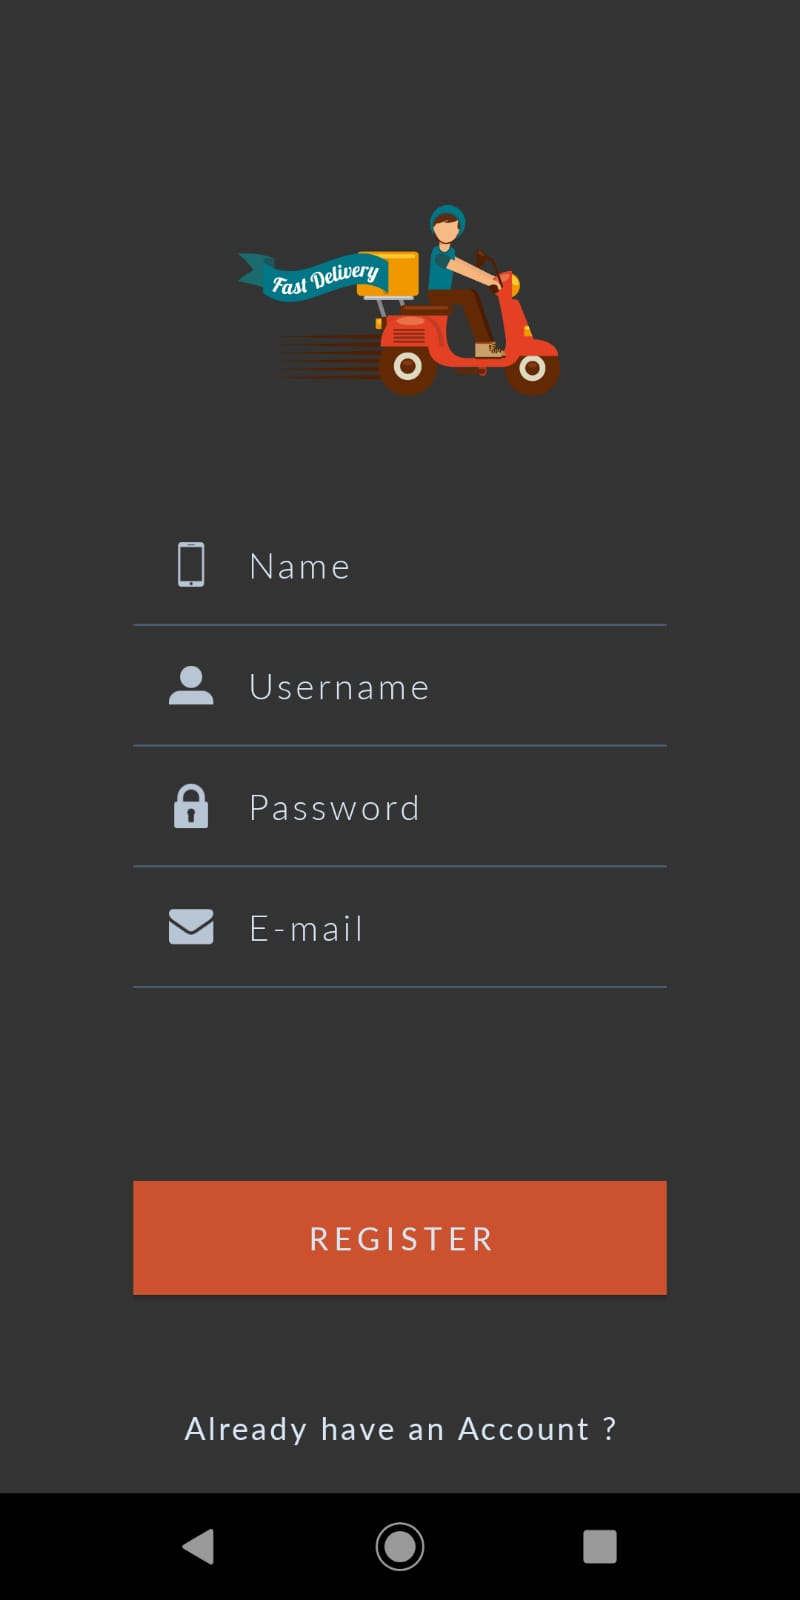 Fast Delivery
Name
Username
Password
E-mail
REGISTER
Already have an Account ?